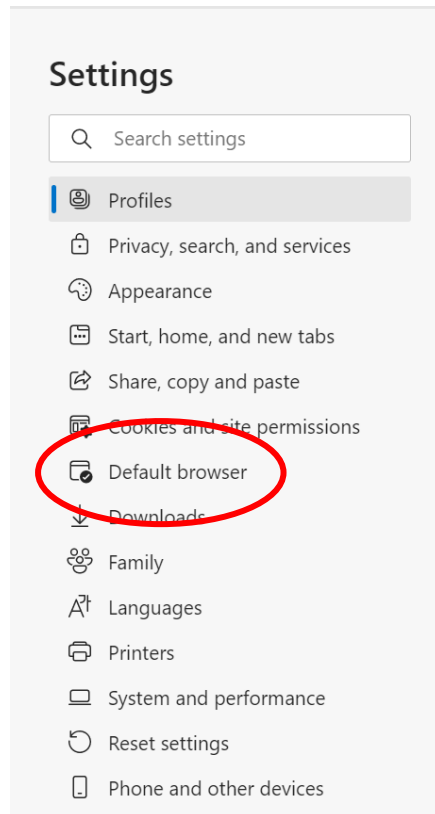 Settings
Search settings
Profiles
Privacy, search, and services
Appearance
Start, home, and new tabs
Share, copy and paste
Cookies and site permissions
Default browser
Downloads
Family
Languages
Printers
System and performance
Reset settings
Phone and other devices